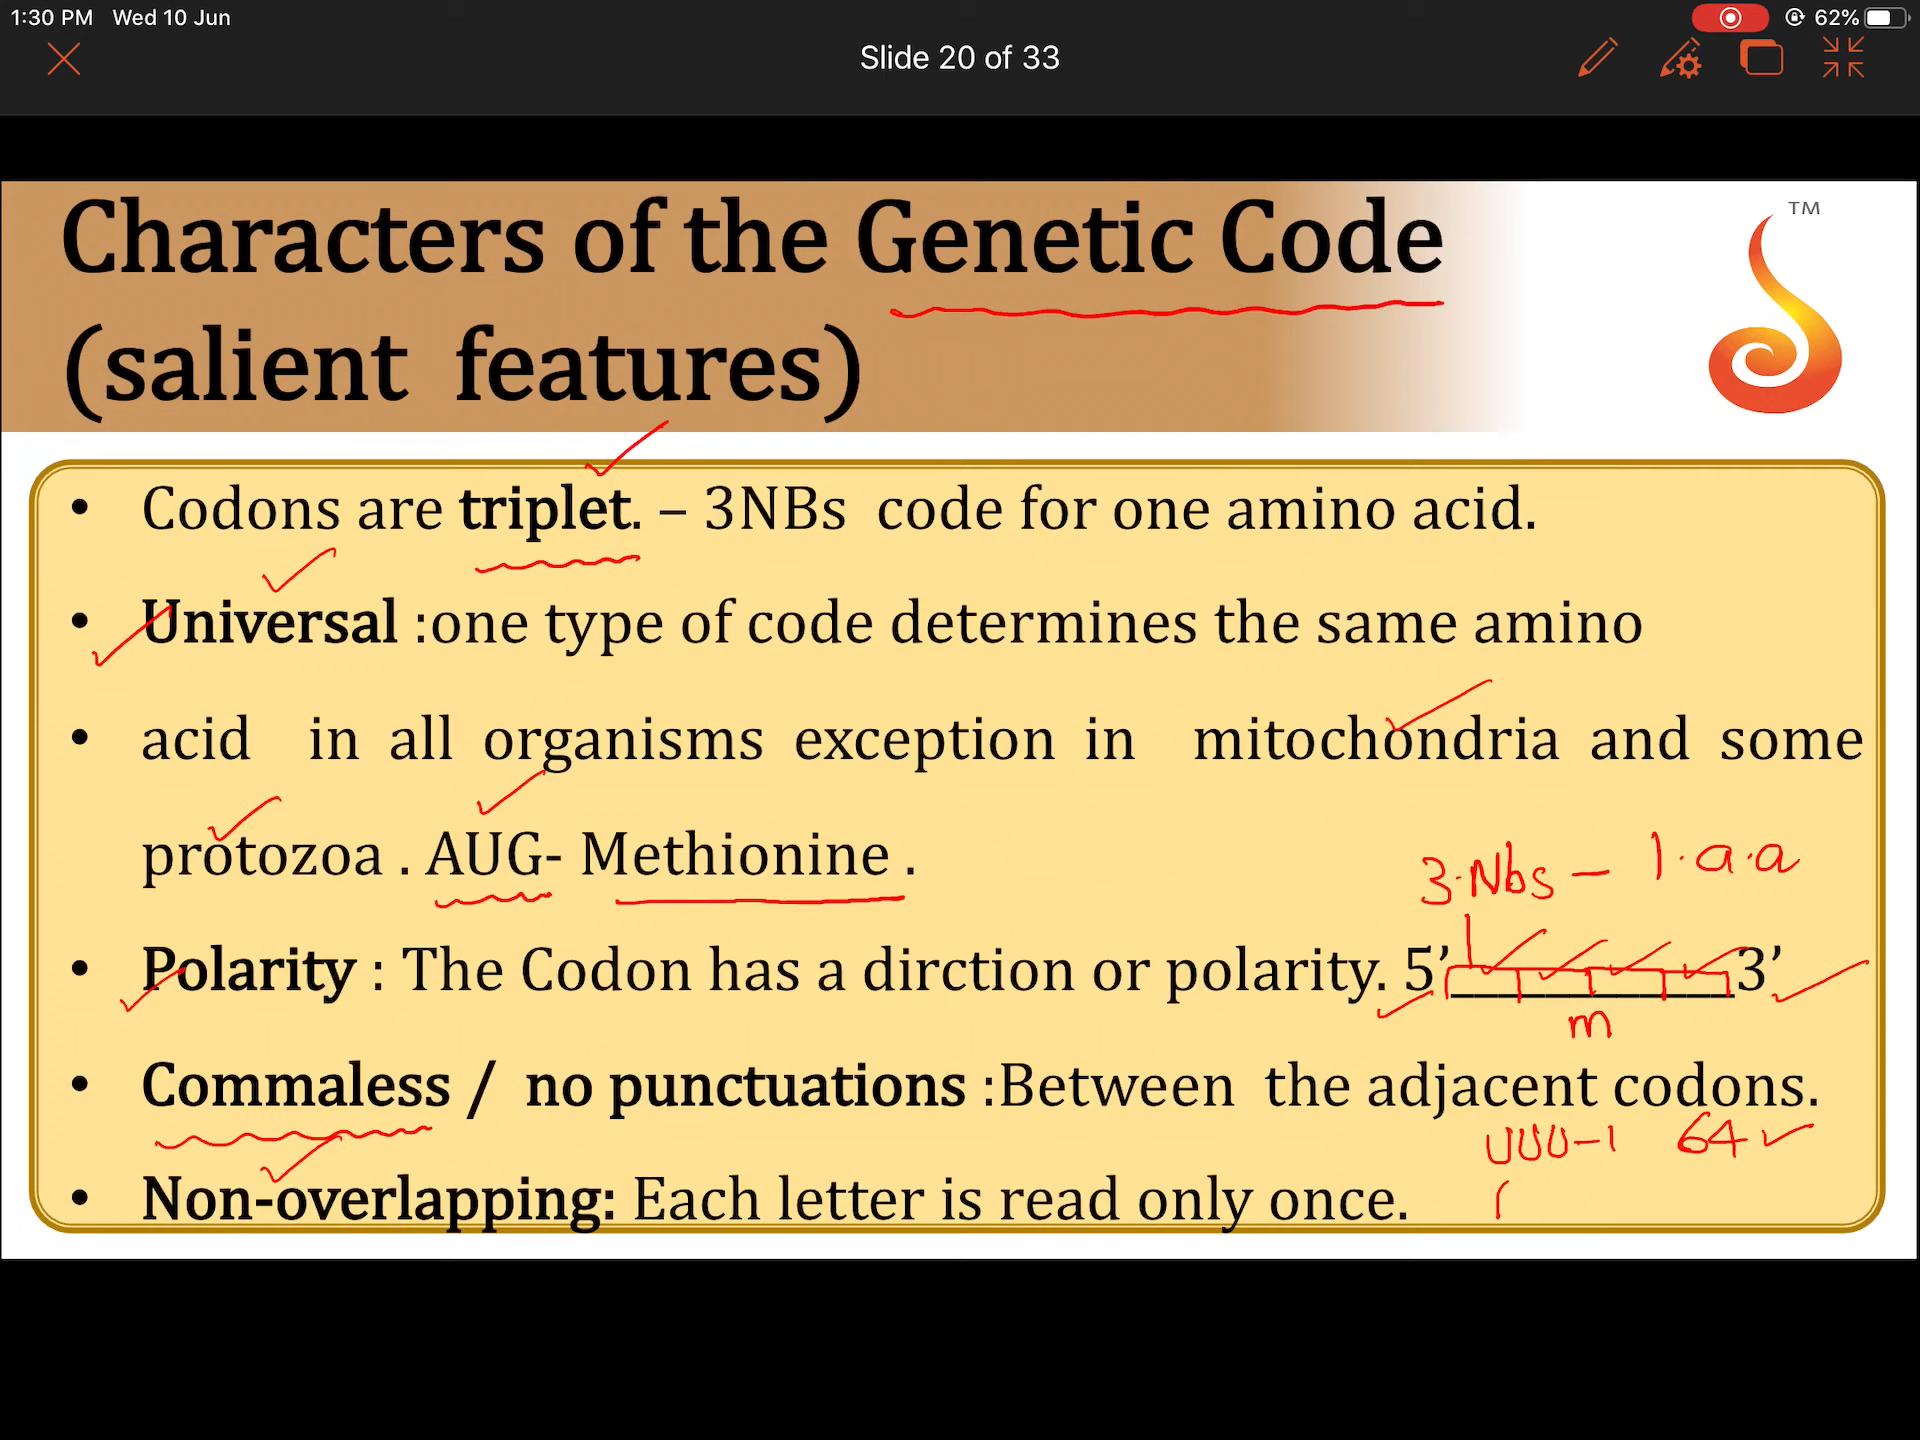 1:30 PM Wed 10 Jun
62%
Slide 20 of 33
TM
Characters of the Genetic Code
(salient features)
• Codons are triplet. – 3NBs code for one amino acid.
• Universal :one type of code determines the same amino
• acid in all organisms exception in mitochondria and some
protozoa . AUG- Methionine .
3·Nbs – 1·a·a
• Polarity : The Codon has a dirction or polarity. 5’____________3’
m
• Commaless / no punctuations :Between the adjacent codons.
UUU-1 64
• Non-overlapping: Each letter is read only once.